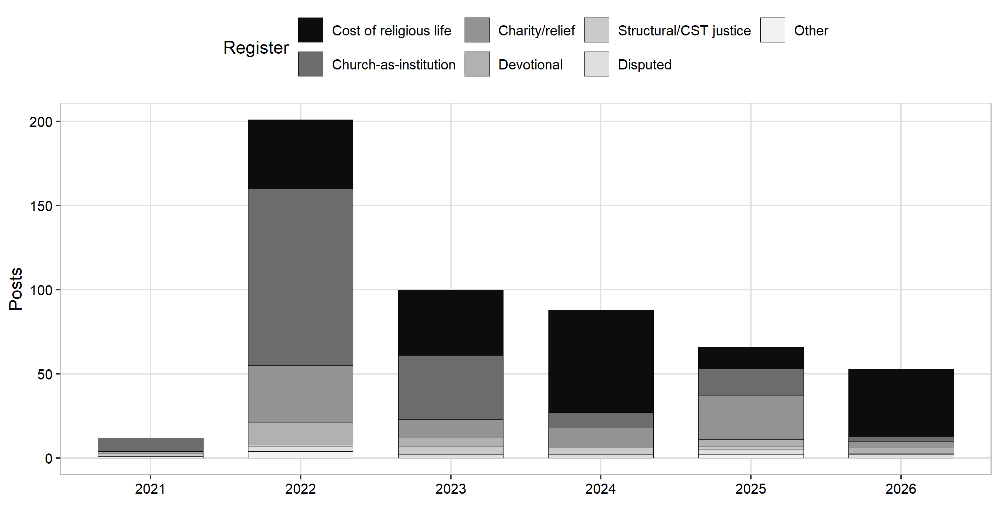 Register
Cost of religious life
Charity/relief
Structural/CST justice
Other
Church-as-institution
Devotional
Disputed
Posts
200
150
100
50
0
2021
2022
2023
2024
2025
2026